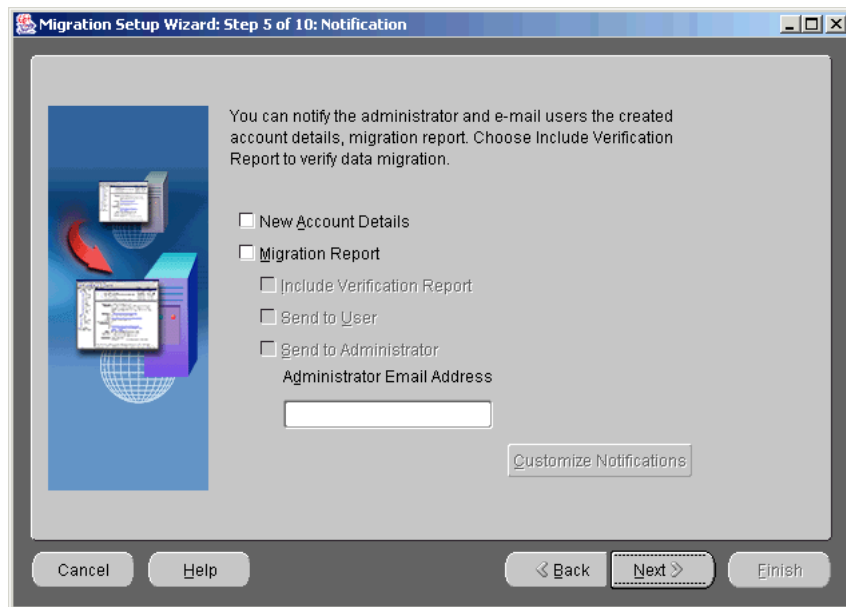 Migration Setup Wizard: Step 5 of 10: Notification
You can notify the administrator and e-mail users the created
account details, migration report. Choose Include Verification
Report to verify data migration.
New Account Details
Migration Report
Include Verification Report
Send to User
Send to Administrator
Administrator Email Address
Customize Notifications
Cancel
Help
Back
Next
Finish